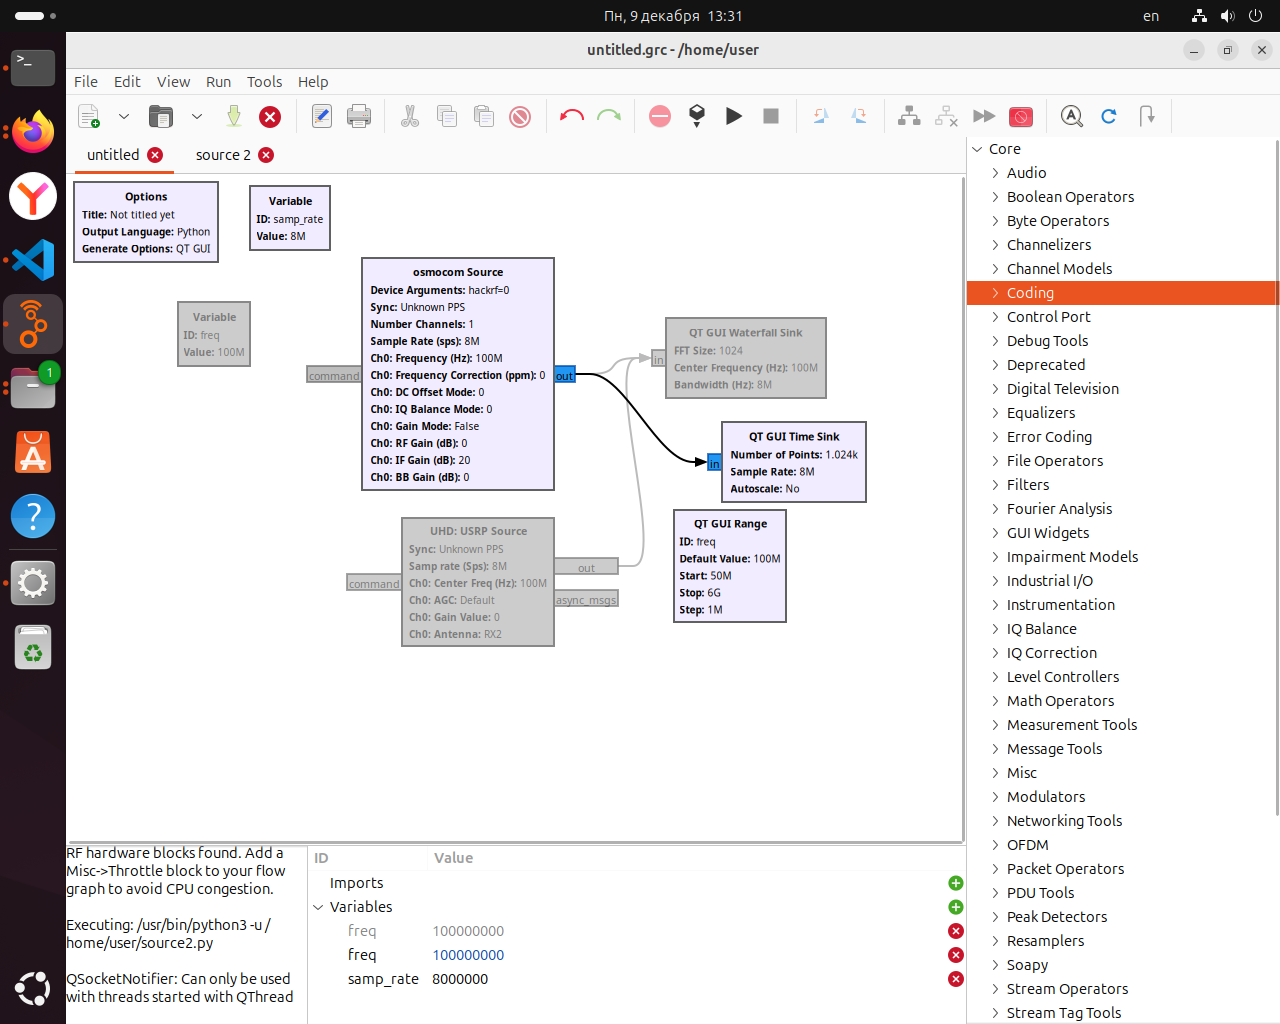 Пн, 9 декабря 13:31
en
untitled.grc - /home/user
File Edit View Run Tools Help
untitled
source 2
Options
Title: Not titled yet
Output Language: Python
Generate Options: QT GUI
Variable
ID: samp_rate
Value: 8M
Variable
ID: freq
Value: 100M
osmocom Source
Device Arguments: hackrf=0
Sync: Unknown PPS
Number Channels: 1
Sample Rate (sps): 8M
Ch0: Frequency (Hz): 100M
Ch0: Frequency Correction (ppm): 0
Ch0: DC Offset Mode: 0
Ch0: IQ Balance Mode: 0
Ch0: Gain Mode: False
Ch0: RF Gain (dB): 0
Ch0: IF Gain (dB): 20
Ch0: BB Gain (dB): 0
command
out
QT GUI Waterfall Sink
FFT Size: 1024
Center Frequency (Hz): 100M
Bandwidth (Hz): 8M
in
QT GUI Time Sink
Number of Points: 1.024k
Sample Rate: 8M
Autoscale: No
in
QT GUI Range
ID: freq
Default Value: 100M
Start: 50M
Stop: 6G
Step: 1M
UHD: USRP Source
Sync: Unknown PPS
Samp rate (Sps): 8M
Ch0: Center Freq (Hz): 100M
Ch0: AGC: Default
Ch0: Gain Value: 0
Ch0: Antenna: RX2
command
out
async_msgs
Core
Audio
Boolean Operators
Byte Operators
Channelizers
Channel Models
Coding
Control Port
Debug Tools
Deprecated
Digital Television
Equalizers
Error Coding
File Operators
Filters
Fourier Analysis
GUI Widgets
Impairment Models
Industrial I/O
Instrumentation
IQ Balance
IQ Correction
Level Controllers
Math Operators
Measurement Tools
Message Tools
Misc
Modulators
Networking Tools
OFDM
Packet Operators
PDU Tools
Peak Detectors
Resamplers
Soapy
Stream Operators
Stream Tag Tools
RF hardware blocks found. Add a
Misc->Throttle block to your flow
graph to avoid CPU congestion.
Executing: /usr/bin/python3 -u /
home/user/source2.py
QSocketNotifier: Can only be used
with threads started with QThread
ID Value
Imports
Variables
freq 100000000
freq 100000000
samp_rate 8000000
1